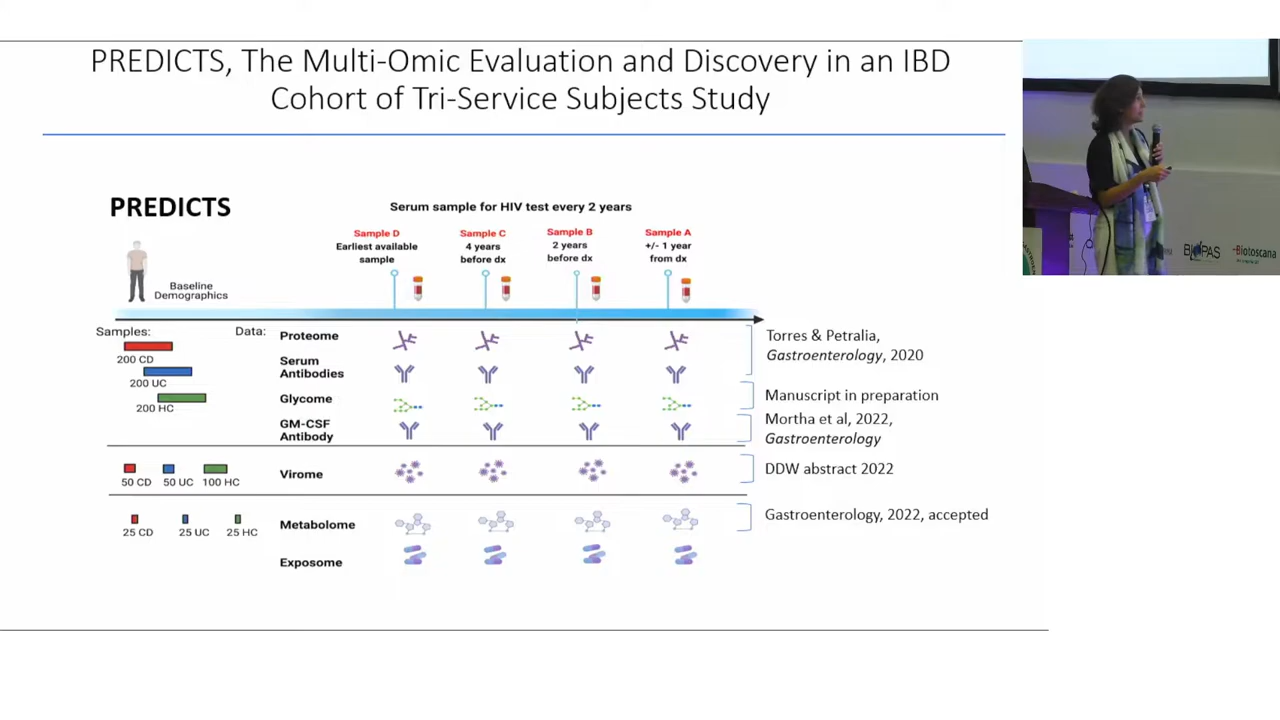 PREDICTS, The Multi-Omic Evaluation and Discovery in an IBD
Cohort of Tri-Service Subjects Study
PREDICTS
Serum sample for HIV test every 2 years
Sample D
Earliest available
sample
Sample C
4 years
before dx
Sample B
2 years
before dx
Sample A
+/- 1 year
from dx
Baseline
Demographics
Samples:
Data:
200 CD
200 UC
200 HC
Proteome
Serum
Antibodies
Glycome
GM-CSF
Antibody
Torres & Petralia,
Gastroenterology, 2020
Manuscript in preparation
Mortha et al, 2022,
Gastroenterology
50 CD
50 UC
100 HC
Virome
DDW abstract 2022
25 CD
25 UC
25 HC
Metabolome
Exposome
Gastroenterology, 2022, accepted
BIOPAS
Biotoscana